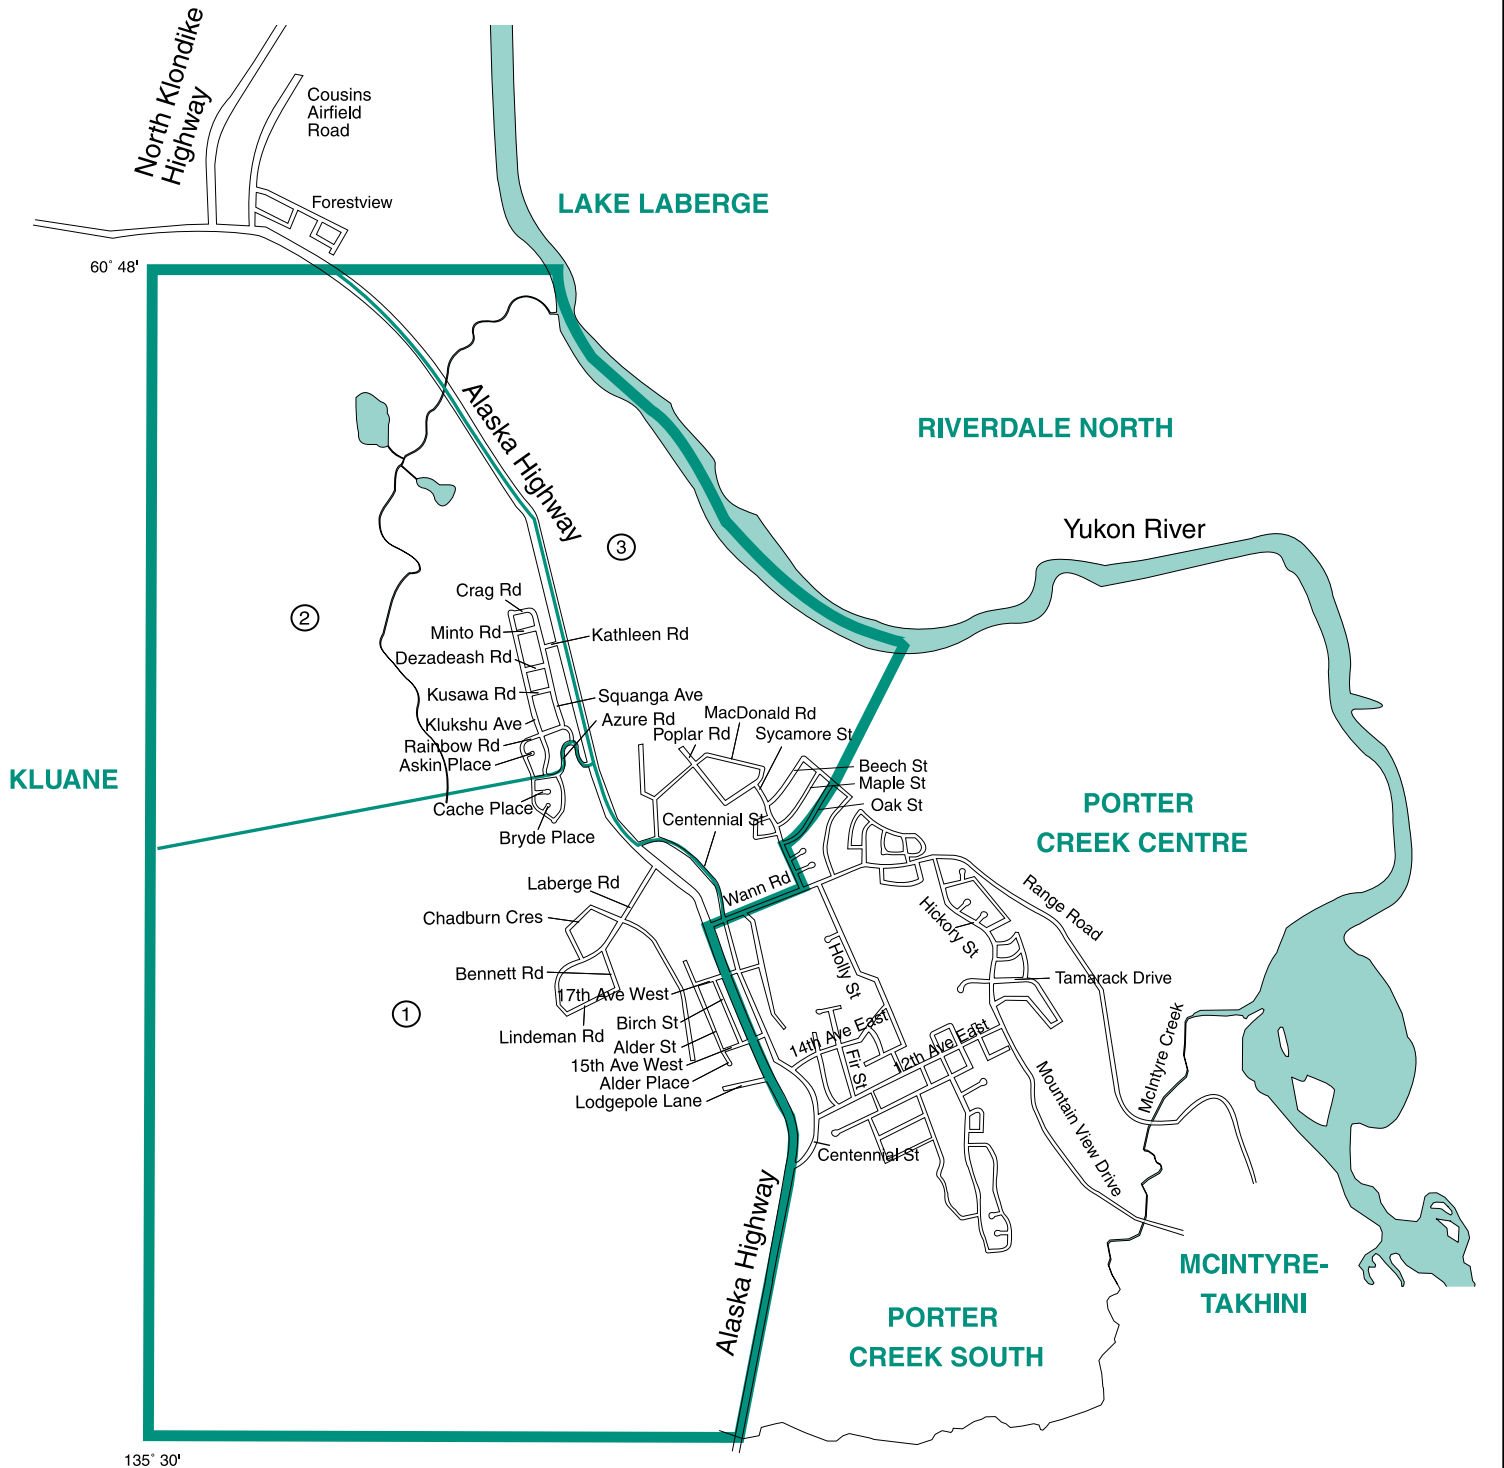 North Klondike
Highway
Cousins
Airfield
Road
Forestview
LAKE LABERGE
60° 48'
Alaska Highway
RIVERDALE NORTH
Yukon River
3
2
Crag Rd
Minto Rd
Kathleen Rd
Dezadeash Rd
Kusawa Rd
Squanga Ave
Klukshu Ave
Azure Rd
MacDonald Rd
Poplar Rd
Sycamore St
Rainbow Rd
Askin Place
Beech St
Maple St
Oak St
KLUANE
Cache Place
Bryde Place
Centennial St
PORTER
CREEK CENTRE
Laberge Rd
Wann Rd
Range Road
Chadburn Cres
Hickory St
Holly St
Bennett Rd
Tamarack Drive
17th Ave West
1
Lindeman Rd
Birch St
14th Ave East
12th Ave East
McIntyre Creek
Alder St
15th Ave West
Fir St
Alder Place
Lodgepole Lane
Mountain View Drive
Centennial St
Alaska Highway
MCINTYRE-
TAKHINI
PORTER
CREEK SOUTH
135° 30'